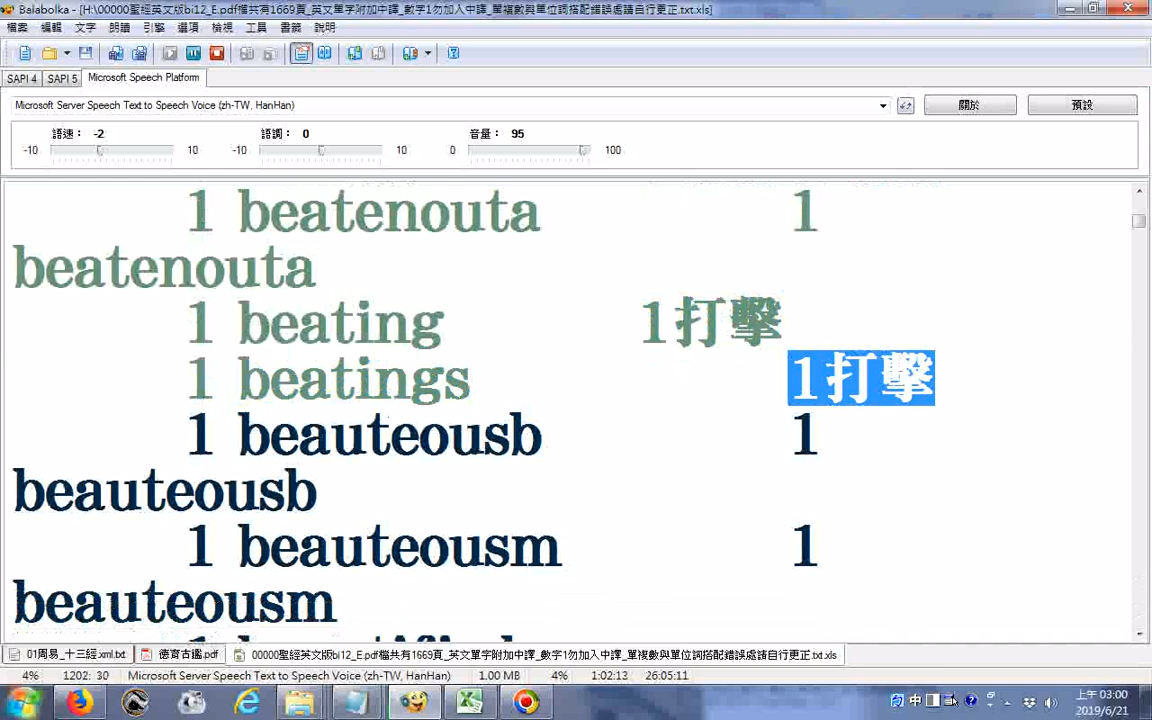 Balabolka - [H:\00000聖經英文版bi12_E.pdf檔共有1669頁_英文單字附加中譯_數字1勿加入中譯_單複數與單位詞搭配錯誤處請自行更正.txt.xls]
檔案 編輯 文字 朗讀 引擎 選項 檢視 工具 書籤 說明
SAPI 4 SAPI 5 Microsoft Speech Platform
Microsoft Server Speech Text to Speech Voice (zh-TW, HanHan) 關於 預設
語速： -2 語調： 0 音量： 95
-10 10 -10 10 0 100
1 beatenouta 1
beatenouta
1 beating 1打擊
1 beatings 1打擊
1 beauteousb 1
beauteousb
1 beauteousm 1
beauteousm
01周易_十三經.xml.txt 德育古鑑.pdf 00000聖經英文版bi12_E.pdf檔共有1669頁_英文單字附加中譯_數字1勿加入中譯_單複數與單位詞搭配錯誤處請自行更正.txt.xls
4% 1202: 30 Microsoft Server Speech Text to Speech Voice (zh-TW, HanHan) 1.00 MB 4% 1:02:13 26:05:11
中 上午 03:00
2019/6/21